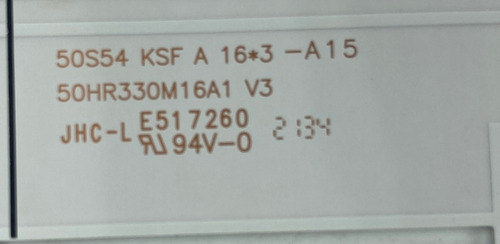 50S54 KSF A 16*3 -A15
50HR330M16A1 V3
JHC-L E517260 2134
94V-0